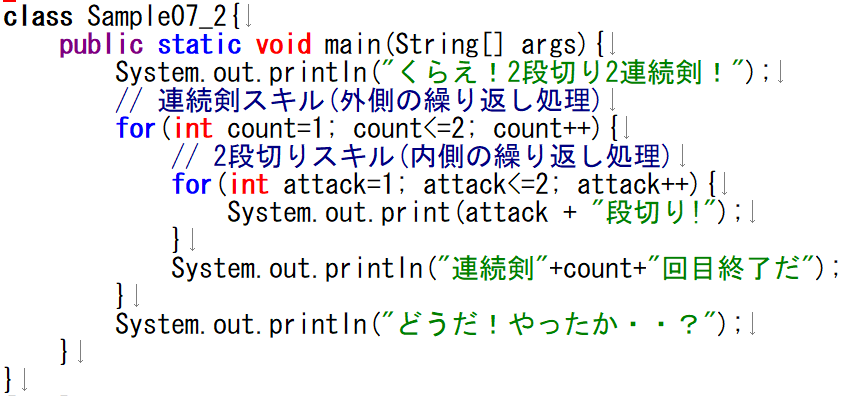 class Sample07_2{↓
    public static void main(String[] args){↓
        System.out.println("くらえ！2段切り2連続剣！");↓
        // 連続剣スキル(外側の繰り返し処理)↓
        for(int count=1; count<=2; count++){↓
            // 2段切りスキル(内側の繰り返し処理)↓
            for(int attack=1; attack<=2; attack++){↓
                System.out.print(attack + "段切り!");↓
            }↓
            System.out.println("連続剣"+count+"回目終了だ");
        }↓
        System.out.println("どうだ！やったか・・？");↓
    }↓
}↓